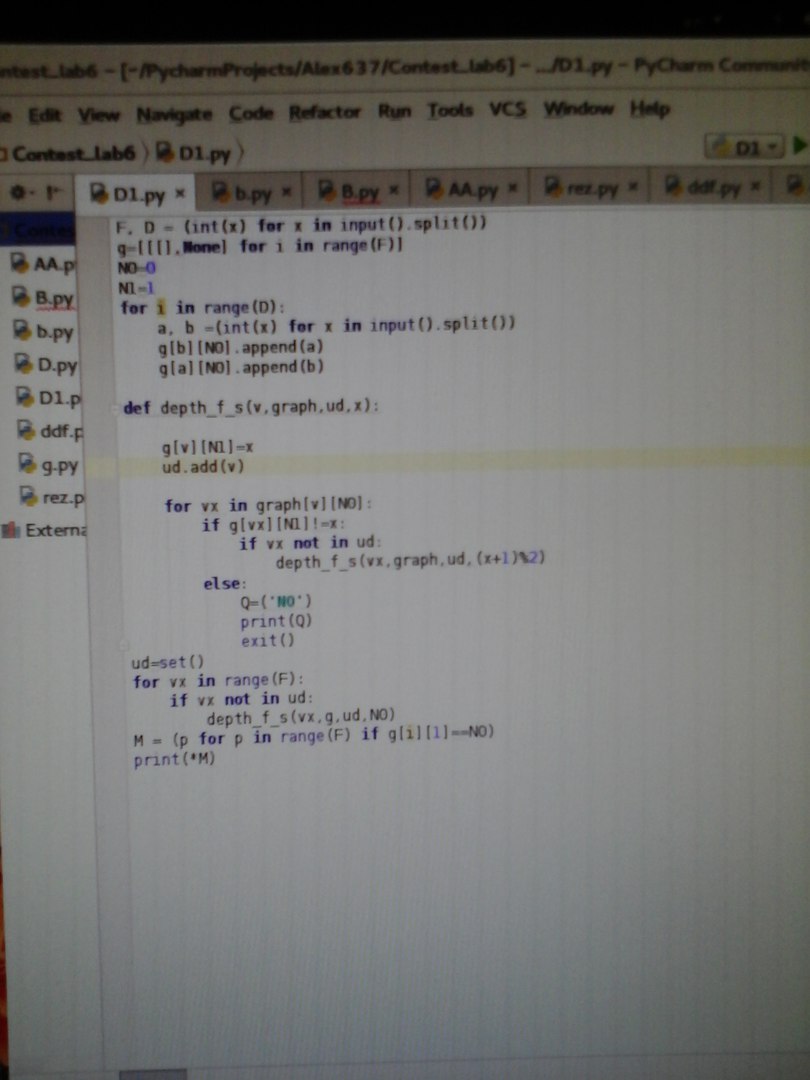 ntest_lab6 - [~/PycharmProjects/Alex637/Contest_lab6] - .../D1.py - PyCharm Communit
e Edit View Navigate Code Refactor Run Tools VCS Window Help
Contest_lab6 D1.py D1
D1.py × b.py × B.py × AA.py × rez.py × ddf.py ×
AA.p
B.py
b.py
D.py
D1.p
ddf.p
g.py
rez.p
Externa
F, D = (int(x) for x in input().split())
g=[[[],None] for i in range(F)]
N0=0
N1=1
for i in range(D):
    a, b =(int(x) for x in input().split())
    g[b][N0].append(a)
    g[a][N0].append(b)
def depth_f_s(v,graph,ud,x):
    g[v][N1]=x
    ud.add(v)
    for vx in graph[v][N0]:
        if g[vx][N1]!=x:
            if vx not in ud:
                depth_f_s(vx,graph,ud,(x+1)%2)
        else:
            Q=('NO')
            print(Q)
            exit()
ud=set()
for vx in range(F):
    if vx not in ud:
        depth_f_s(vx,g,ud,N0)
M = (p for p in range(F) if g[i][1]==N0)
print(*M)